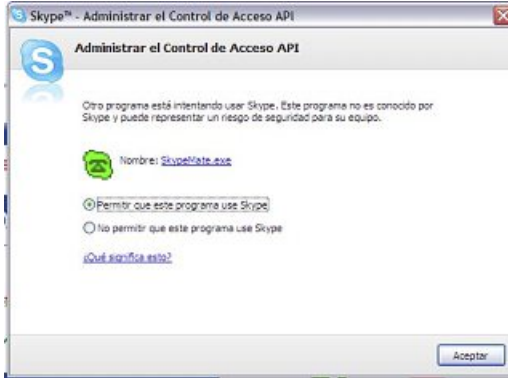 Skype™ - Administrar el Control de Acceso API
Administrar el Control de Acceso API
Otro programa está intentando usar Skype. Este programa no es conocido por
Skype y puede representar un riesgo de seguridad para su equipo.
Nombre: SkypeMate.exe
Permitir que este programa use Skype
No permitir que este programa use Skype
¿Qué significa esto?
Aceptar